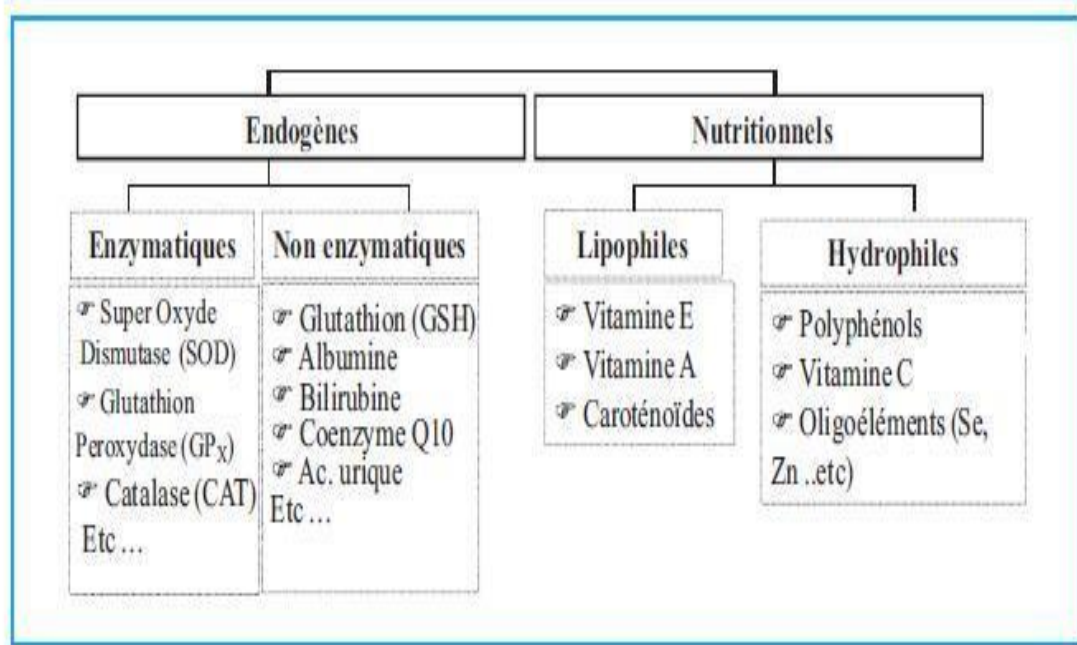 Endogènes
Nutritionnels
Enzymatiques
☞ Super Oxyde
Dismutase (SOD)
☞ Glutathion
Peroxydase (GPX)
☞ Catalase (CAT)
Etc ...
Non enzymatiques
☞ Glutathion (GSH)
☞ Albumine
☞ Bilirubine
☞ Coenzyme Q10
☞ Ac. urique
Etc ...
Lipophiles
☞ Vitamine E
☞ Vitamine A
☞ Caroténoïdes
Hydrophiles
☞ Polyphénols
☞ Vitamine C
☞ Oligoéléments (Se,
Zn ..etc)